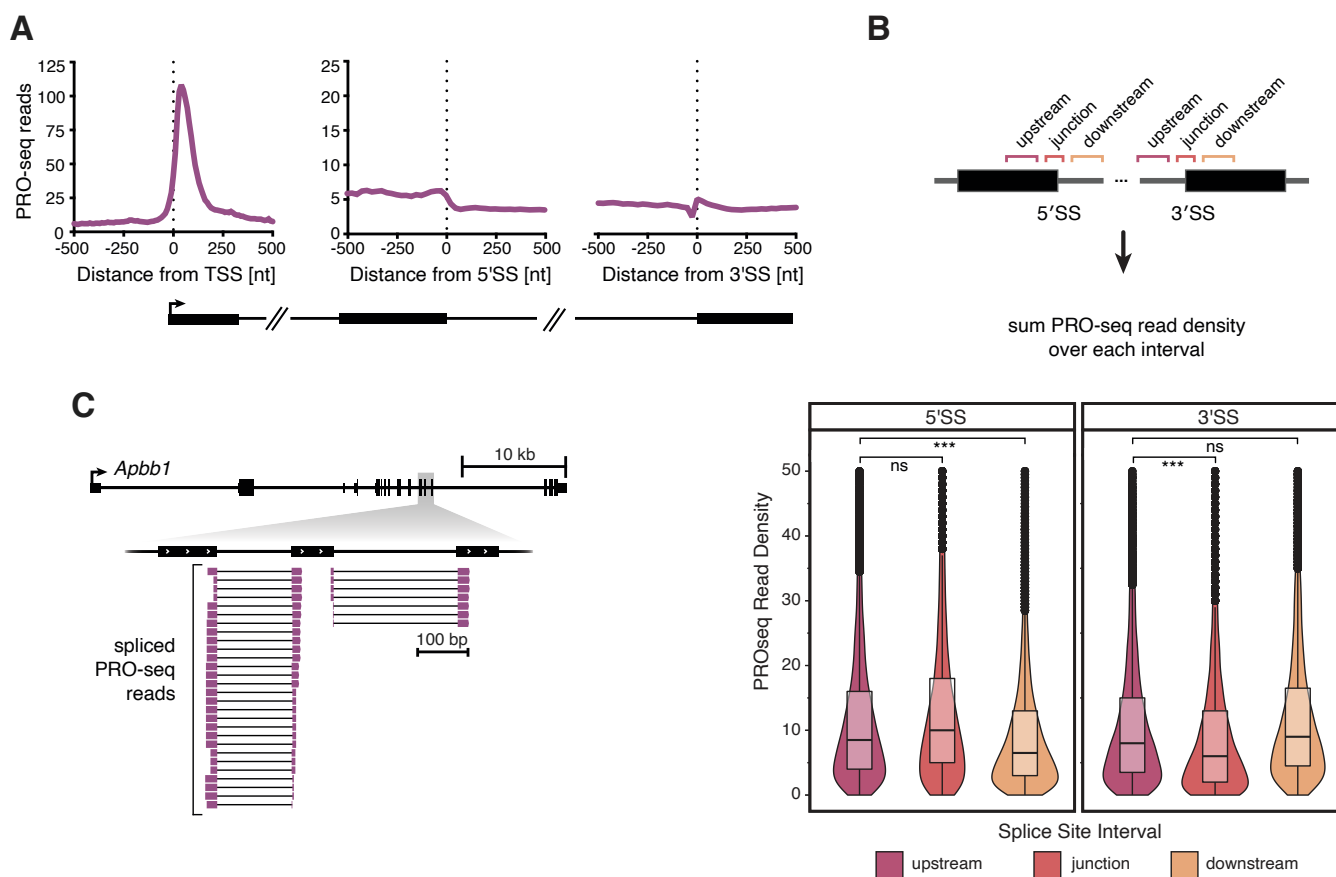 A
PRO-seq reads
125
100
75
50
25
0
-500 -250 0 250 500
Distance from TSS [nt]
25
20
15
10
5
0
-500 -250 0 250 500
Distance from 5'SS [nt]
-500 -250 0 250 500
Distance from 3'SS [nt]
B
upstream
junction
downstream
upstream
junction
downstream
...
5′SS
3′SS
sum PRO-seq read density
over each interval
5'SS
3'SS
***
ns
ns
***
PROseq Read Density
50
40
30
20
10
0
Splice Site Interval
upstream
junction
downstream
C
Apbb1
10 kb
100 bp
spliced
PRO-seq
reads